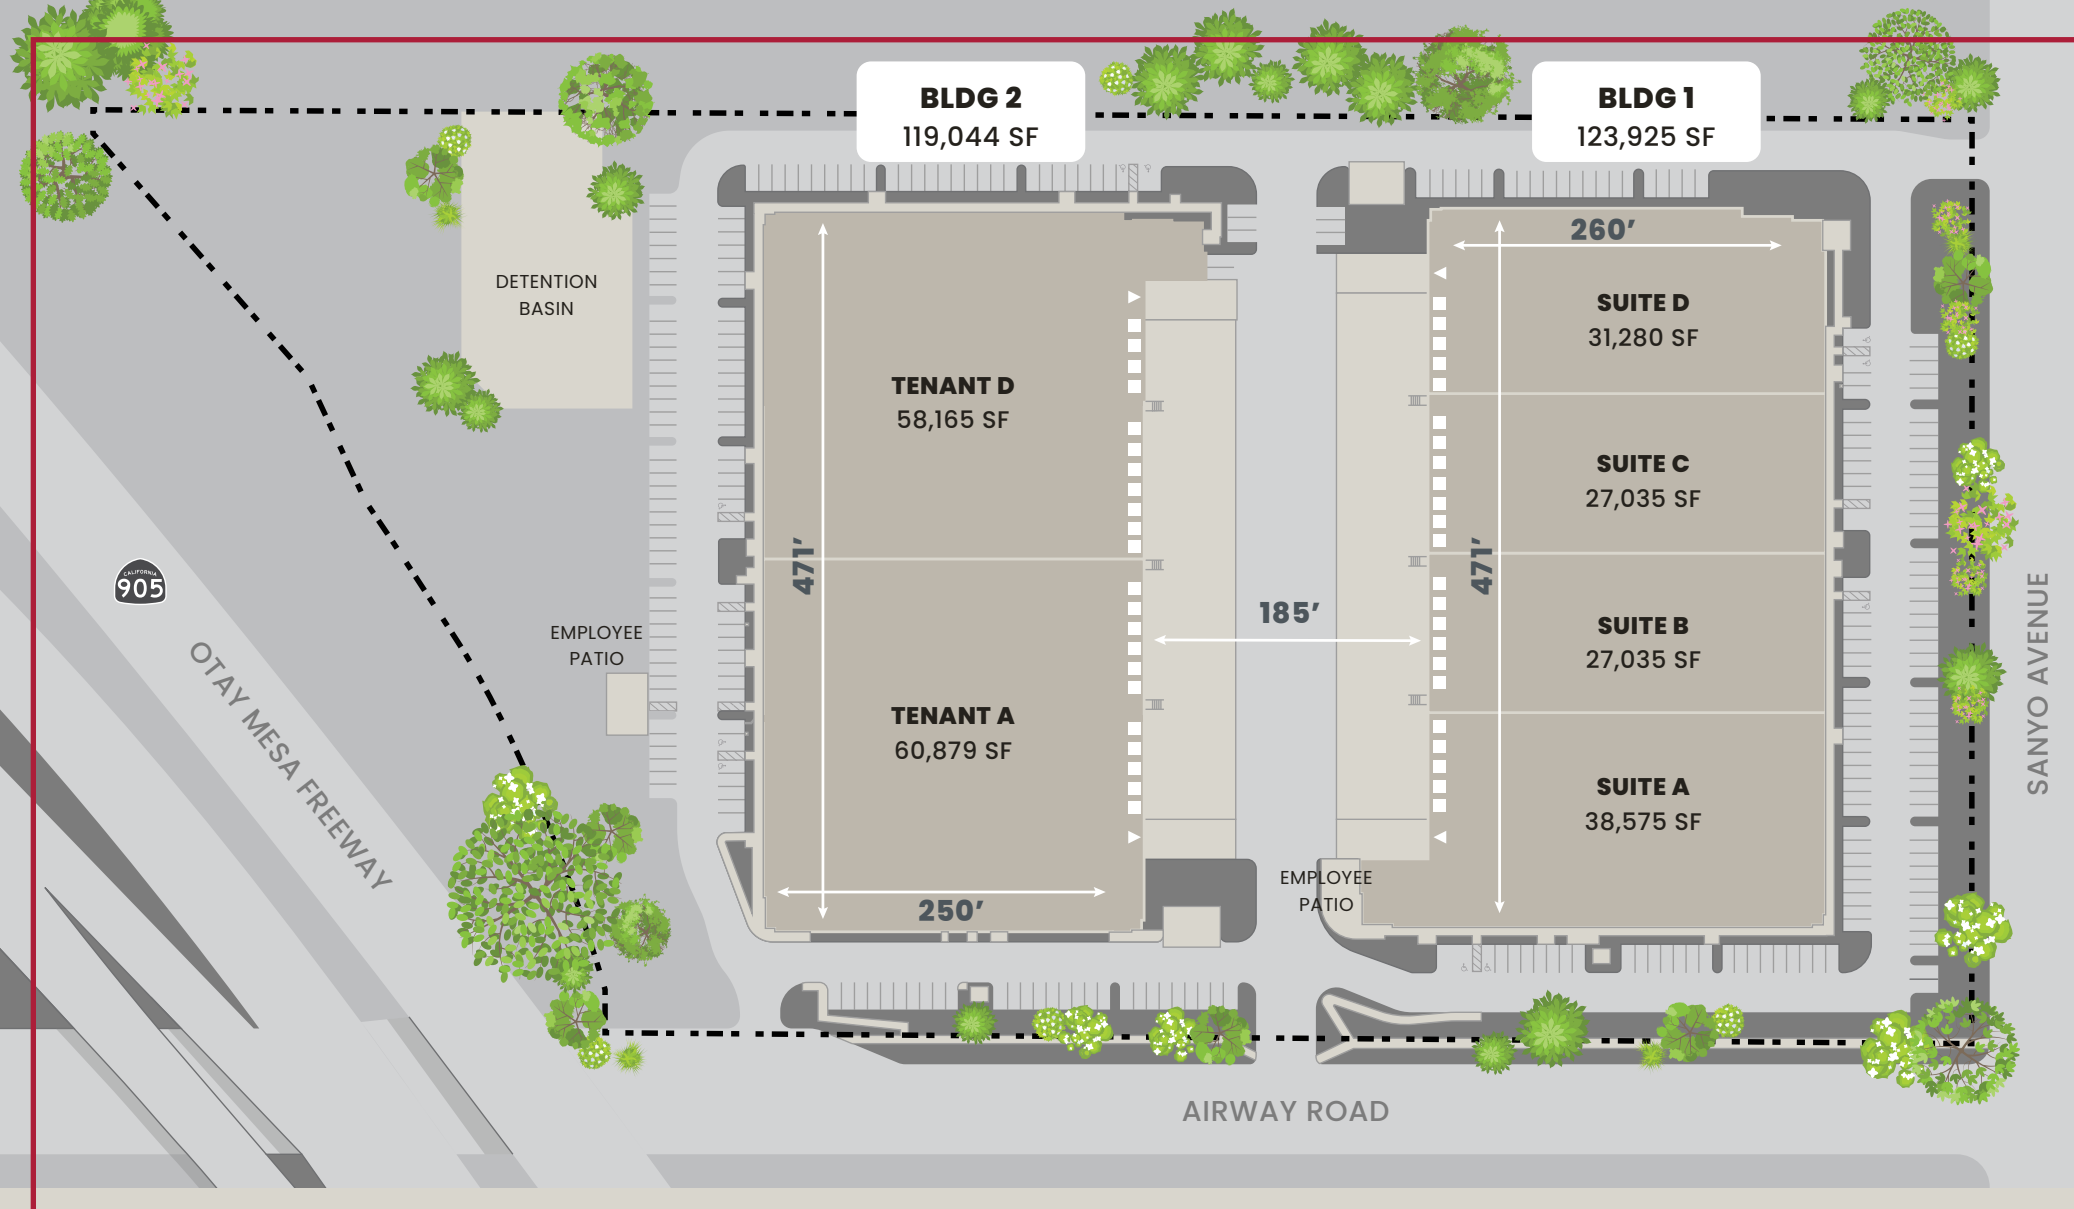 BLDG 2
119,044 SF
BLDG 1
123,925 SF
260’
DETENTION
BASIN
SUITE D
31,280 SF
TENANT D
58,165 SF
SUITE C
27,035 SF
471’
471’
CALIFORNIA
905
185’
EMPLOYEE
PATIO
SUITE B
27,035 SF
OTAY MESA FREEWAY
SANYO AVENUE
TENANT A
60,879 SF
SUITE A
38,575 SF
EMPLOYEE
PATIO
250’
AIRWAY ROAD